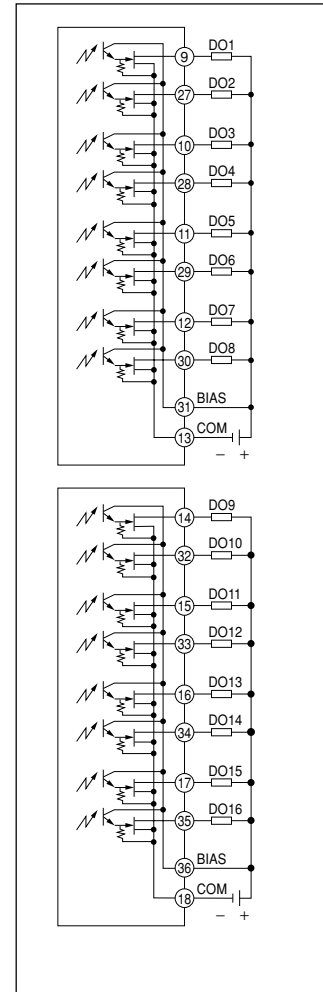 9 DO1
27 DO2
10 DO3
28 DO4
11 DO5
29 DO6
12 DO7
30 DO8
31 BIAS
13 COM
− +
14 DO9
32 DO10
15 DO11
33 DO12
16 DO13
34 DO14
17 DO15
35 DO16
36 BIAS
18 COM
− +